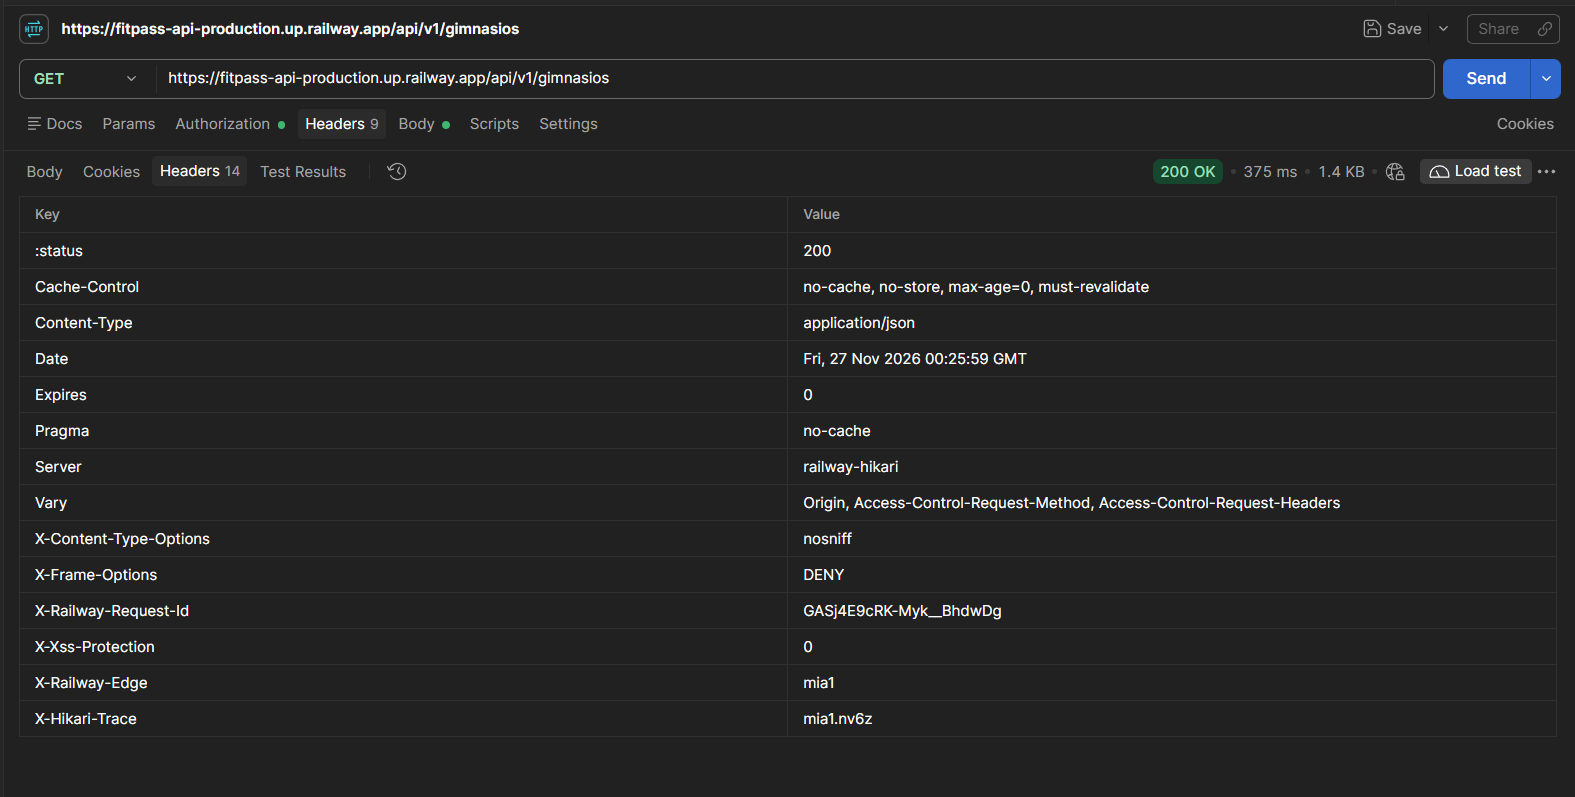 HTTP https://fitpass-api-production.up.railway.app/api/v1/gimnasios Save Share
GET https://fitpass-api-production.up.railway.app/api/v1/gimnasios Send
Docs Params Authorization Headers 9 Body Scripts Settings Cookies
Body Cookies Headers 14 Test Results 200 OK 375 ms 1.4 KB Load test
Key Value
:status 200
Cache-Control no-cache, no-store, max-age=0, must-revalidate
Content-Type application/json
Date Fri, 27 Nov 2026 00:25:59 GMT
Expires 0
Pragma no-cache
Server railway-hikari
Vary Origin, Access-Control-Request-Method, Access-Control-Request-Headers
X-Content-Type-Options nosniff
X-Frame-Options DENY
X-Railway-Request-Id GASj4E9cRK-Myk__BhdwDg
X-Xss-Protection 0
X-Railway-Edge mia1
X-Hikari-Trace mia1.nv6z